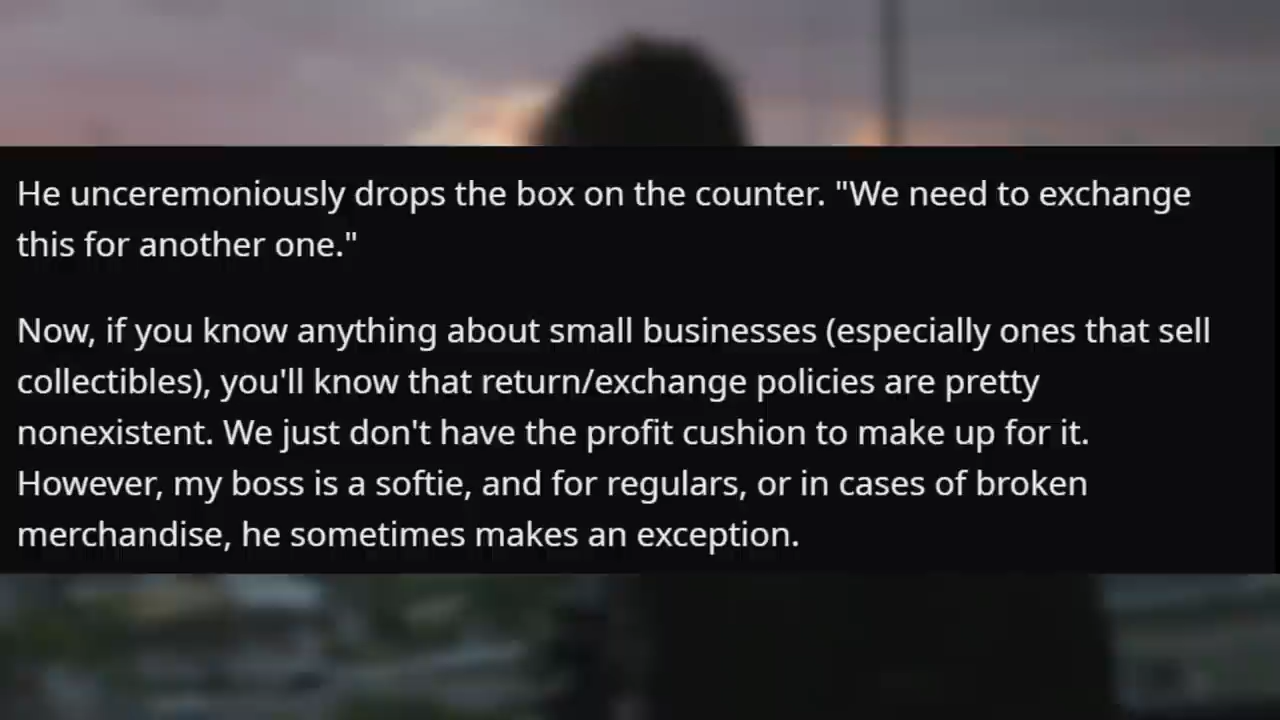 He unceremoniously drops the box on the counter. "We need to exchange
this for another one."
Now, if you know anything about small businesses (especially ones that sell
collectibles), you'll know that return/exchange policies are pretty
nonexistent. We just don't have the profit cushion to make up for it.
However, my boss is a softie, and for regulars, or in cases of broken
merchandise, he sometimes makes an exception.